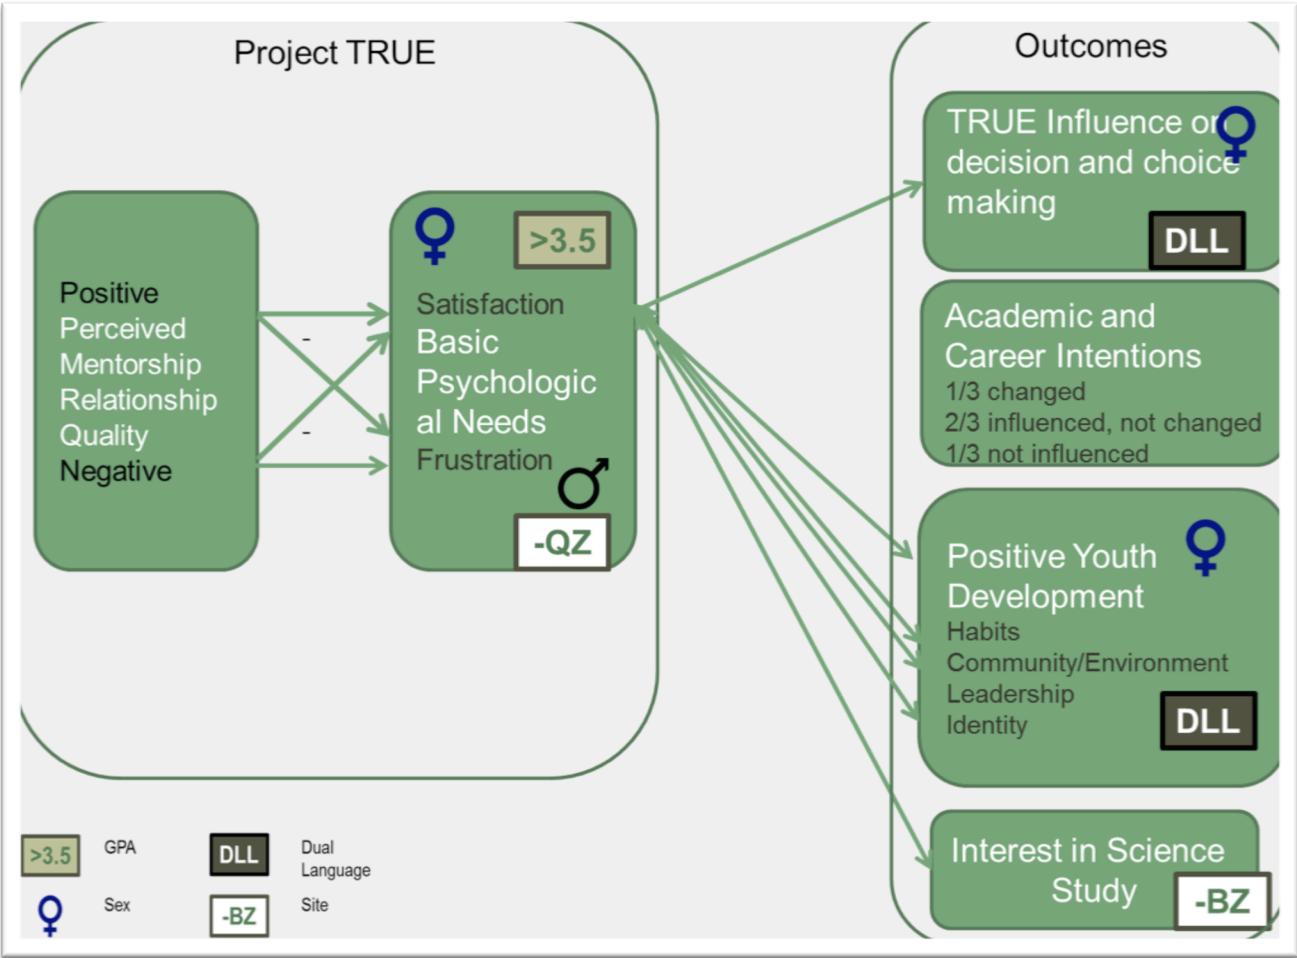 Project TRUE
Positive
Perceived
Mentorship
Relationship
Quality
Negative
-
-
>3.5
Satisfaction
Basic
Psychologic
al Needs
Frustration
-QZ
Outcomes
TRUE Influence on
decision and choice
making
DLL
Academic and
Career Intentions
1/3 changed
2/3 influenced, not changed
1/3 not influenced
Positive Youth
Development
Habits
Community/Environment
Leadership
Identity
DLL
Interest in Science
Study
-BZ
>3.5
GPA
DLL
Dual
Language
Sex
-BZ
Site